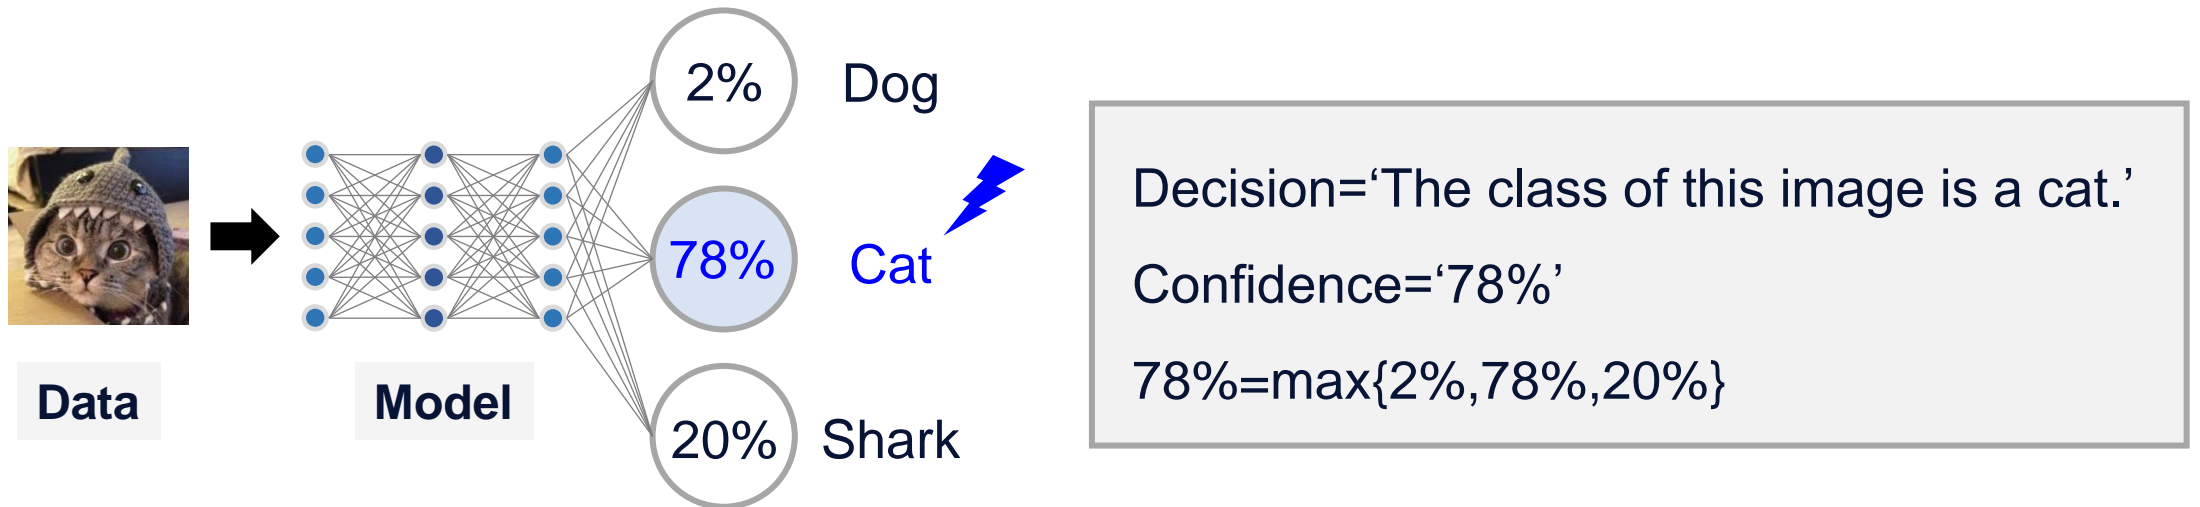 2% Dog
78% Cat
20% Shark
Data
Model
Decision=‘The class of this image is a cat.’
Confidence=‘78%’
78%=max{2%,78%,20%}